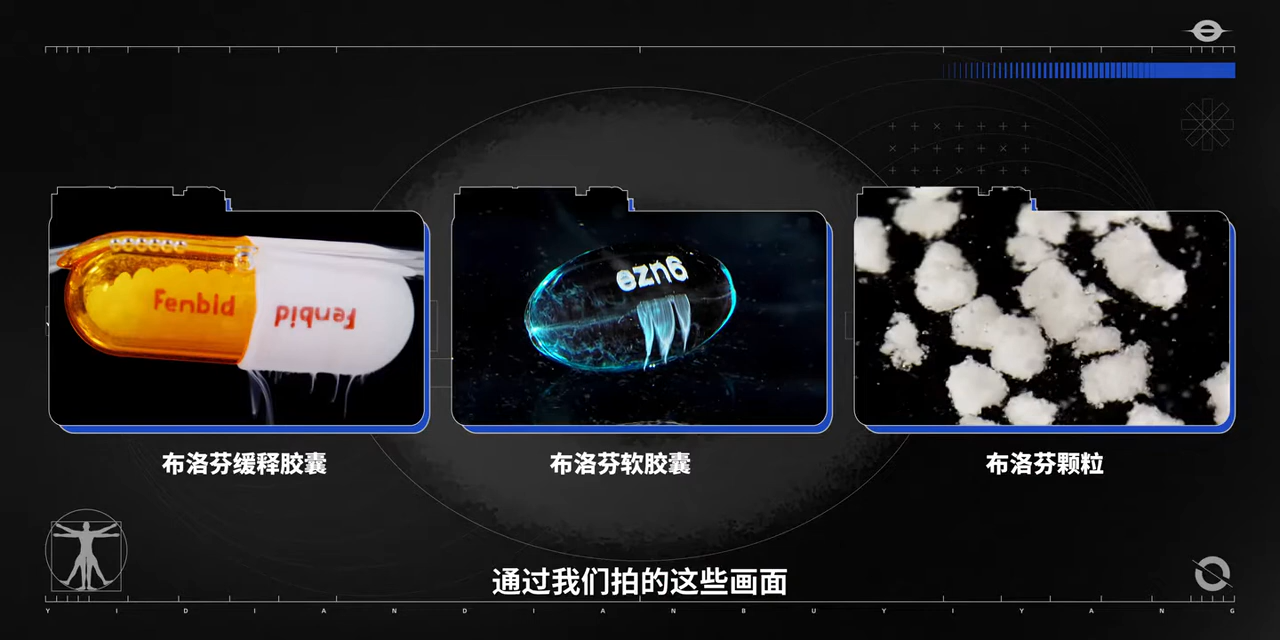 Fenbid
Fenbid
布洛芬缓释胶囊
布洛芬软胶囊
布洛芬颗粒
通过我们拍的这些画面
Y I D I A N D I A N B U Y I Y A N G